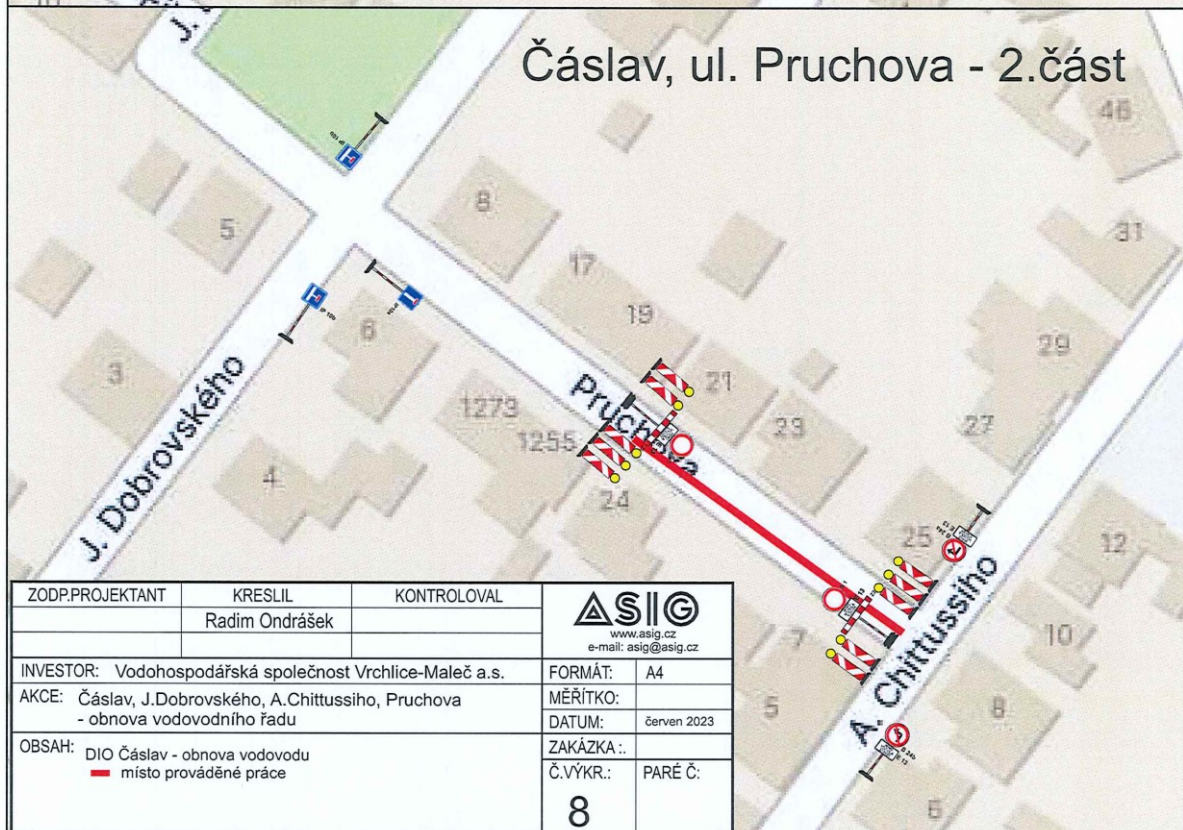 Čáslav, ul. Pruchova - 2.část
46
8
5
31
17
6
19
29
3
21
J. Dobrovského
1273
23
27
1255
4
24
25
12
A. Chittussiho
7
10
5
8
6
ZODP.PROJEKTANT KRESLIL KONTROLOVAL
Radim Ondrášek
ASIG
www.asig.cz
e-mail: asig@asig.cz
INVESTOR: Vodohospodářská společnost Vrchlice-Maleč a.s.
FORMÁT: A4
AKCE: Čáslav, J.Dobrovského, A.Chittussiho, Pruchova
- obnova vodovodního řadu
MĚŘÍTKO:
DATUM: červen 2023
OBSAH: DIO Čáslav - obnova vodovodu
místo prováděné práce
ZAKÁZKA :.
Č.VÝKR.: PARÉ Č:
8